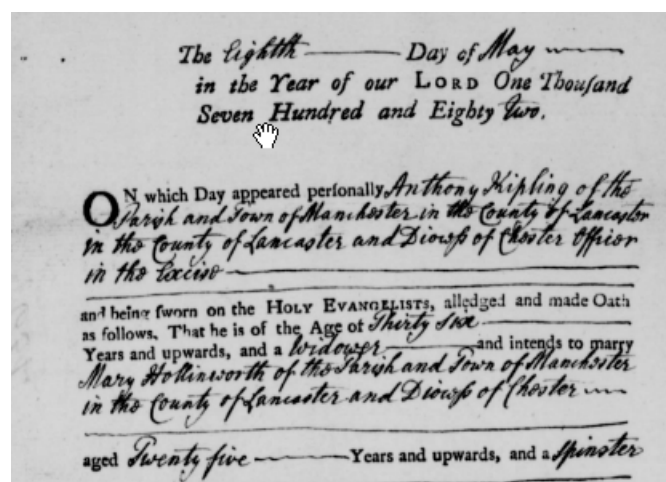 The Eighth Day of May
in the Year of our LORD One Thouſand
Seven Hundred and Eighty Two.
ON which Day appeared perſonally Anthony Kipling of the
Pariſh and Town of Mancheſter in the County of Lancaſter
in the County of Lancaſter and Dioceſs of Cheſter Officer
in the Exciſe
and being ſworn on the HOLY EVANGELISTS, alledged and made Oath
as follows, That he is of the Age of Thirty six
Years and upwards, and a Widower and intends to marry
Mary Hollinworth of the Pariſh and Town of Mancheſter
in the County of Lancaſter and Dioceſs of Cheſter
aged Twenty five Years and upwards, and a Spinſter